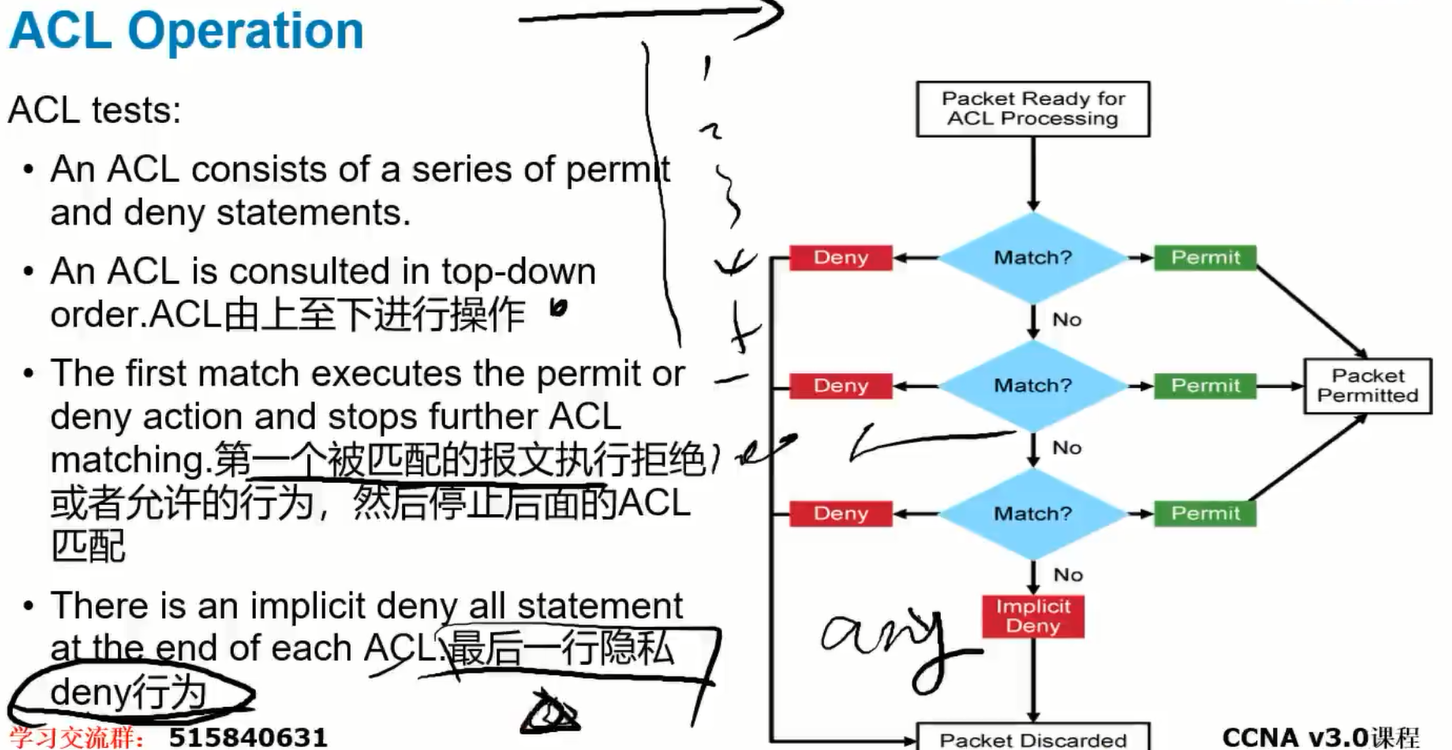 ACL Operation
ACL tests:
• An ACL consists of a series of permit
and deny statements.
• An ACL is consulted in top-down
order.ACL由上至下进行操作
• The first match executes the permit or
deny action and stops further ACL
matching.第一个被匹配的报文执行拒绝
或者允许的行为，然后停止后面的ACL
匹配
• There is an implicit deny all statement
at the end of each ACL.最后一行隐私
deny行为
学习交流群： 515840631
Packet Ready for
ACL Processing
Deny
Match?
Permit
No
Deny
Match?
Permit
Packet
Permitted
No
Deny
Match?
Permit
No
Implicit
Deny
any
Packet Discarded
CCNA v3.0课程